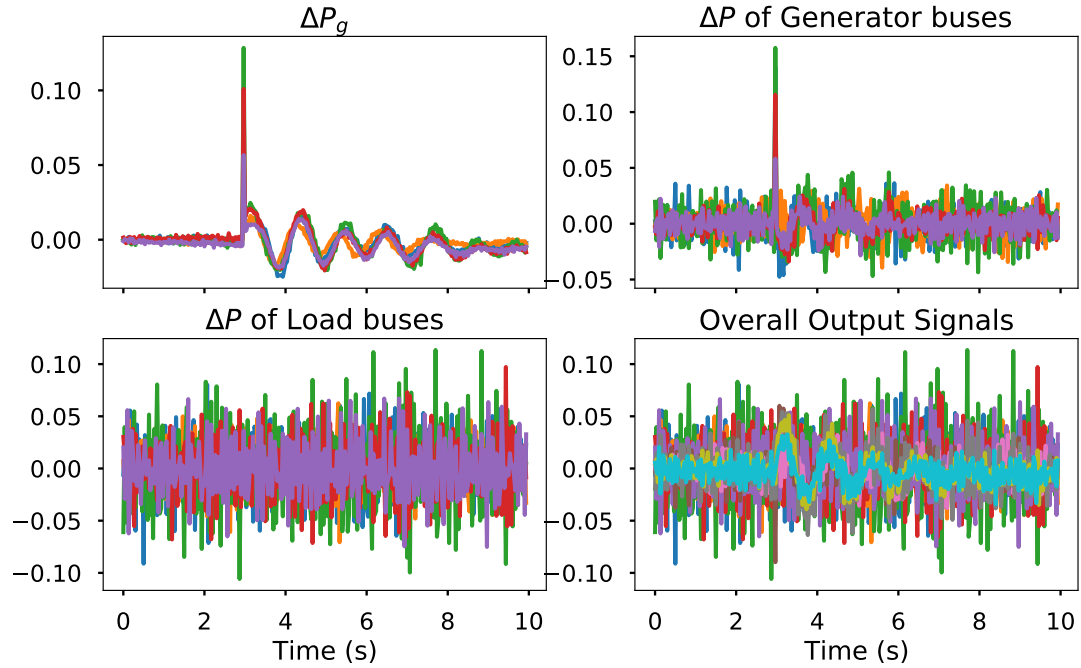 ΔP_g
0.10
0.05
0.00
ΔP of Generator buses
0.15
0.10
0.05
0.00
−0.05
ΔP of Load buses
0.10
0.05
0.00
−0.05
−0.10
0 2 4 6 8 10
Time (s)
Overall Output Signals
0.10
0.05
0.00
−0.05
−0.10
0 2 4 6 8 10
Time (s)